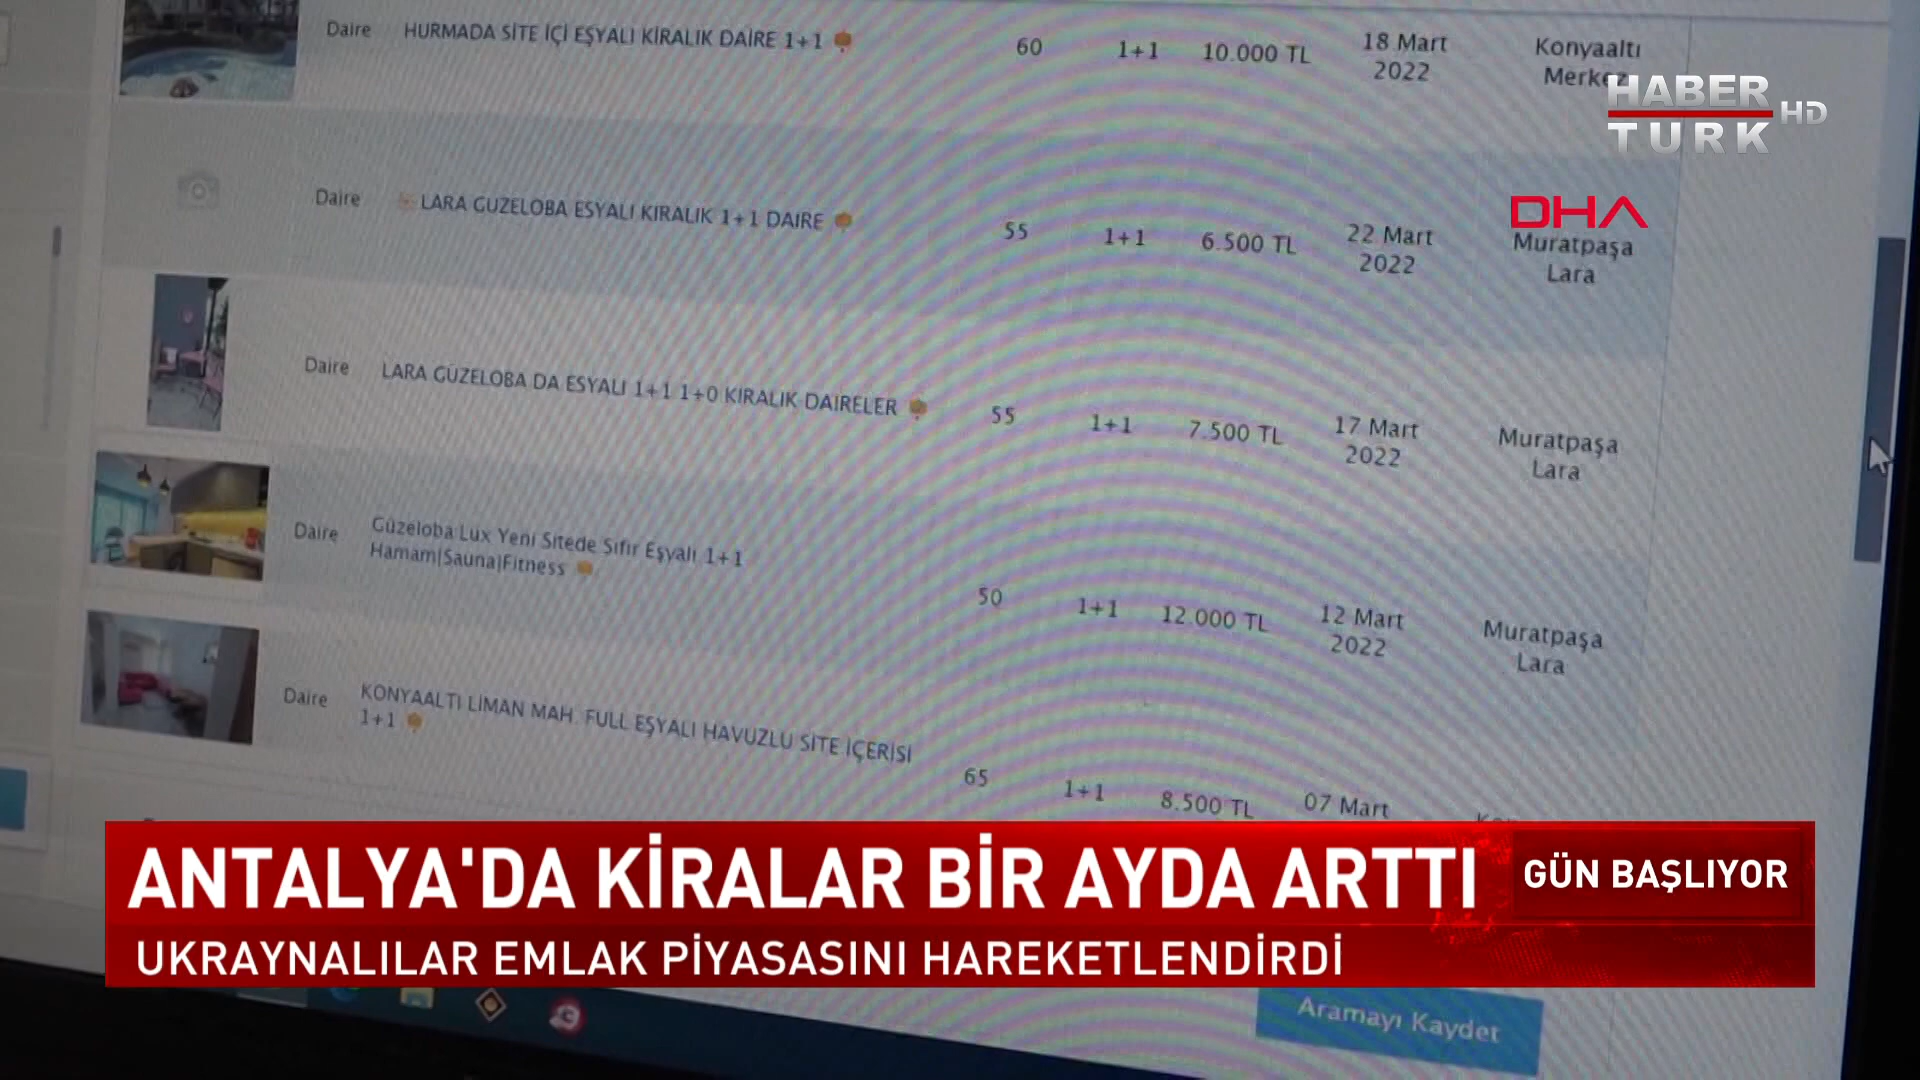 Daire HURMADA SİTE İÇİ EŞYALI KİRALIK DAİRE 1+1 60 1+1 10.000 TL 18 Mart Konyaaltı
2022 Merkez
HABER
TURK HD
DHA
Daire LARA GUZELOBA ESYALI KIRALIK 1+1 DAIRE 55 1+1 6.500 TL 22 Mart Muratpaşa
2022 Lara
Daire LARA GÜZELOBA DA ESYALI 1+1 1+0 KIRALIK DAIRELER 55 1+1 7.500 TL 17 Mart Muratpaşa
2022 Lara
Daire Güzeloba Lux Yeni Sitede Sıfır Eşyalı 1+1
Hamam|Sauna|Fitness 50 1+1 12.000 TL 12 Mart Muratpaşa
2022 Lara
Daire KONYAALTI LİMAN MAH. FULL EŞYALI HAVUZLU SİTE İÇERİSİ
1+1 65 1+1 8.500 TL 07 Mart
ANTALYA'DA KİRALAR BİR AYDA ARTTI
GÜN BAŞLIYOR
UKRAYNALILAR EMLAK PİYASASINI HAREKETLENDİRDİ
Aramayı Kaydet